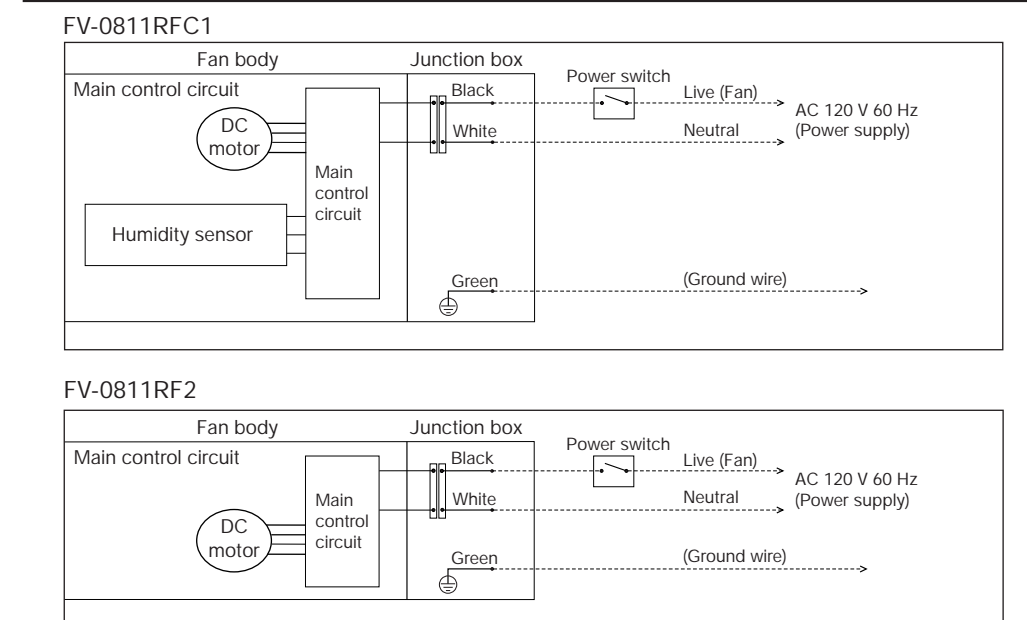 FV-0811RFC1
Fan body
Junction box
Main control circuit
Black
Power switch
Live (Fan)
AC 120 V 60 Hz
(Power supply)
DC
motor
White
Neutral
Main
control
circuit
Humidity sensor
Green
(Ground wire)
FV-0811RF2
Fan body
Junction box
Main control circuit
Black
Power switch
Live (Fan)
AC 120 V 60 Hz
(Power supply)
Main
control
circuit
White
Neutral
DC
motor
Green
(Ground wire)